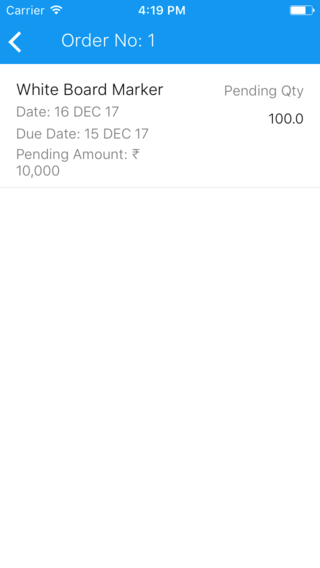 Carrier 4:19 PM
Order No: 1
White Board Marker
Pending Qty
Date: 16 DEC 17
100.0
Due Date: 15 DEC 17
Pending Amount: ₹
10,000